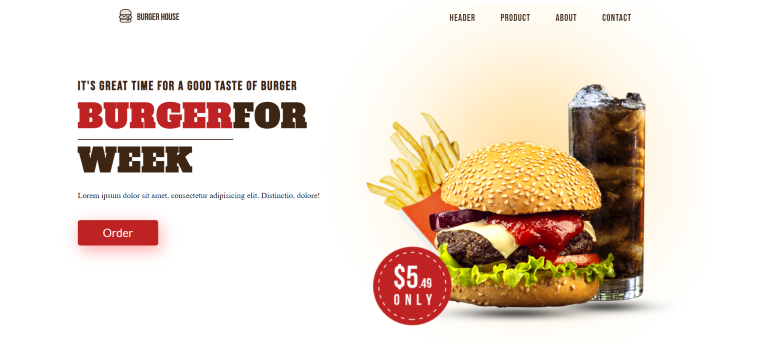 BURGER HOUSE
HEADER PRODUCT ABOUT CONTACT
IT'S GREAT TIME FOR A GOOD TASTE OF BURGER
BURGERFOR
WEEK
Lorem ipsum dolor sit amet, consectetur adipisicing elit. Distinctio, dolore!
Order
$5.49
ONLY